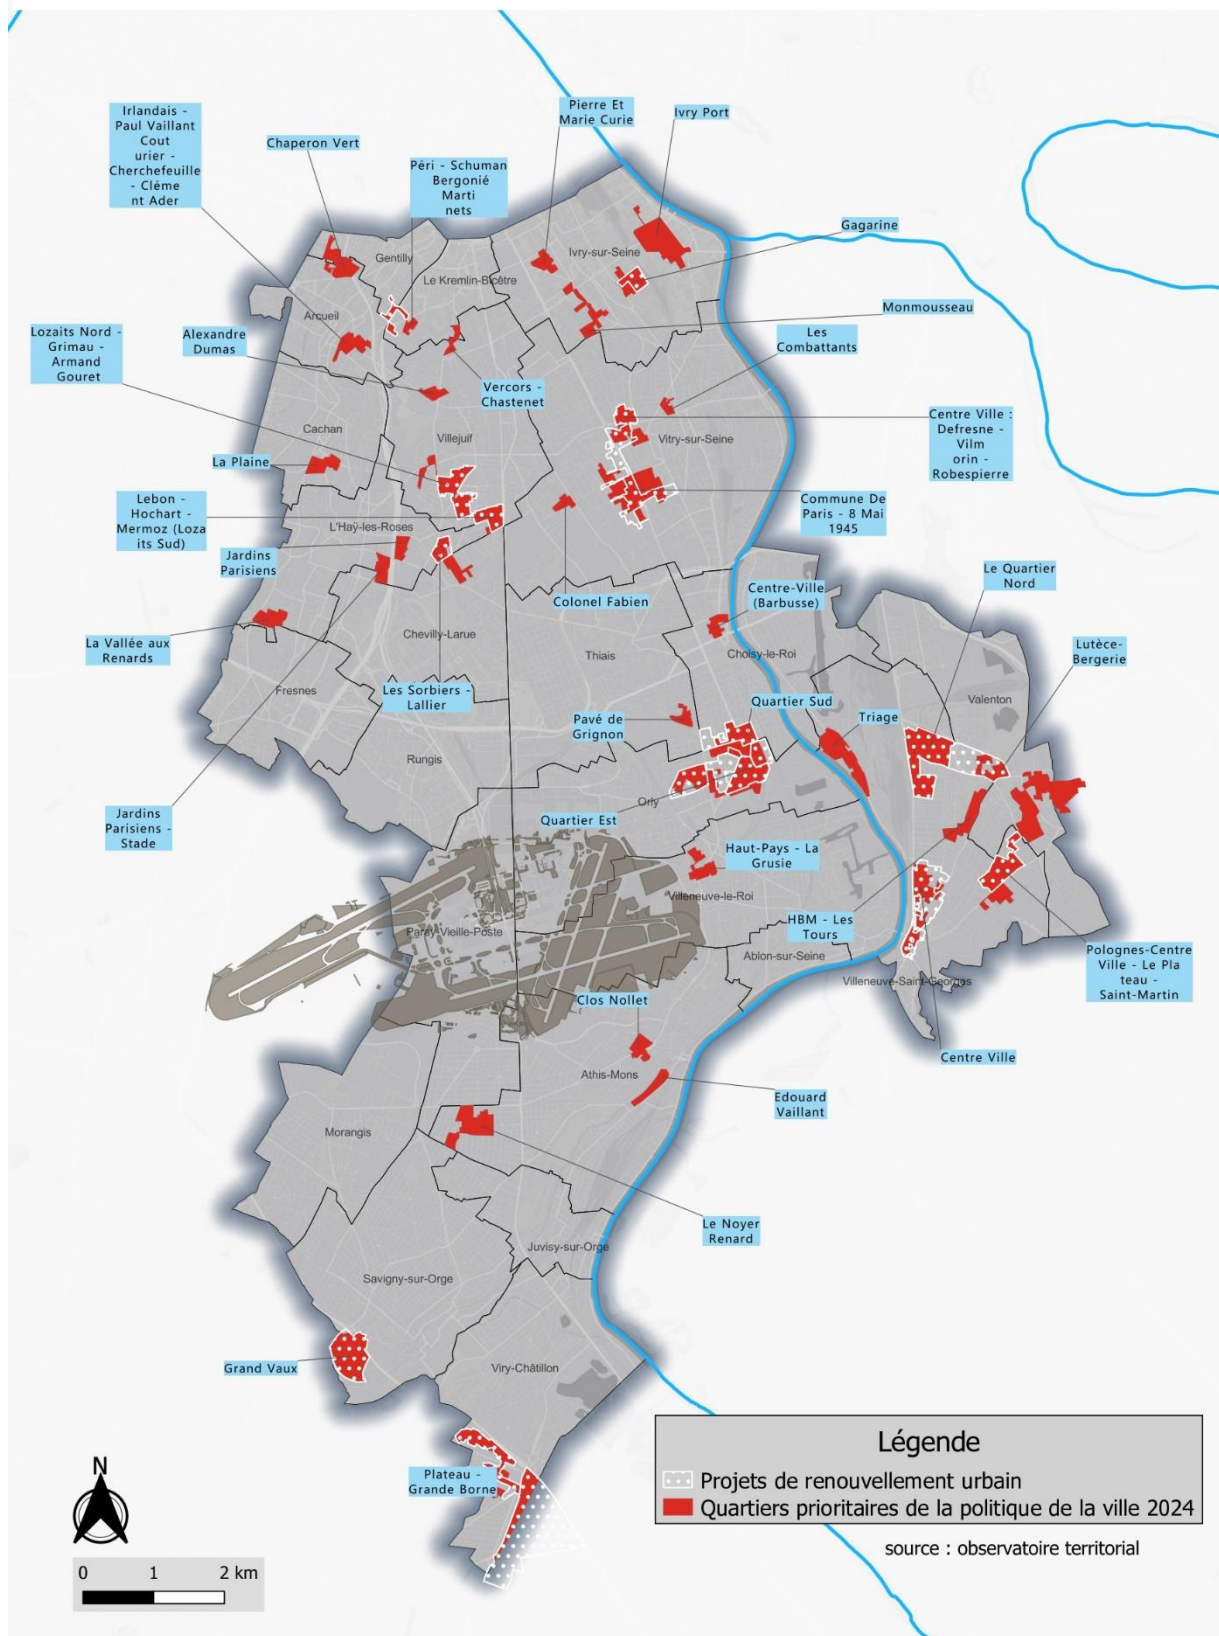 Irlandais -
Paul Vaillant
Cout
urier -
Cherchefeuille
- Cléme
nt Ader
Chaperon Vert
Péri - Schuman
Bergonié
Marti
nets
Pierre Et
Marie Curie
Ivry Port
Gagarine
Gentilly
Ivry-sur-Seine
Le Kremlin-Bicêtre
Arcueil
Monmousseau
Lozaits Nord -
Grimau -
Armand
Gouret
Alexandre
Dumas
Les
Combattants
Vercors -
Chastenet
Centre Ville :
Defresne -
Vilm
orin -
Robespierre
Cachan
Villejuif
Vitry-sur-Seine
La Plaine
Lebon -
Hochart -
Mermoz (Loza
its Sud)
Commune De
Paris - 8 Mai
1945
L'Haÿ-les-Roses
Jardins
Parisiens
Le Quartier
Nord
Centre-Ville
(Barbusse)
Colonel Fabien
La Vallée aux
Renards
Chevilly-Larue
Thiais
Choisy-le-Roi
Lutèce-
Bergerie
Fresnes
Les Sorbiers -
Lallier
Quartier Sud
Valenton
Pavé de
Grignon
Triage
Rungis
Orly
Jardins
Parisiens -
Stade
Quartier Est
Haut-Pays - La
Grusie
Villeneuve-le-Roi
HBM - Les
Tours
Paray-Vieille-Poste
Ablon-sur-Seine
Polognes-Centre
Ville - Le Pla
teau -
Saint-Martin
Villeneuve-Saint-Georges
Clos Nollet
Centre Ville
Athis-Mons
Edouard
Vaillant
Morangis
Le Noyer
Renard
Juvisy-sur-Orge
Savigny-sur-Orge
Grand Vaux
Viry-Châtillon
Plateau -
Grande Borne
Légende
Projets de renouvellement urbain
Quartiers prioritaires de la politique de la ville 2024
source : observatoire territorial
N
0 1 2 km